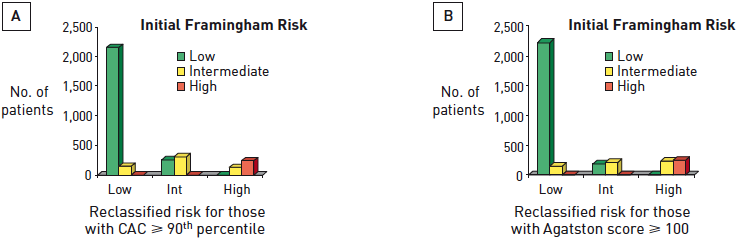 A
Initial Framingham Risk
2,500
2,000
1,500
1,000
500
0
No. of
patients
Low
Intermediate
High
Low
Int
High
Reclassified risk for those
with CAC ⩾ 90th percentile
B
Initial Framingham Risk
2,500
2,000
1,500
1,000
500
0
No. of
patients
Low
Intermediate
High
Low
Int
High
Reclassified risk for those
with Agatston score ⩾ 100